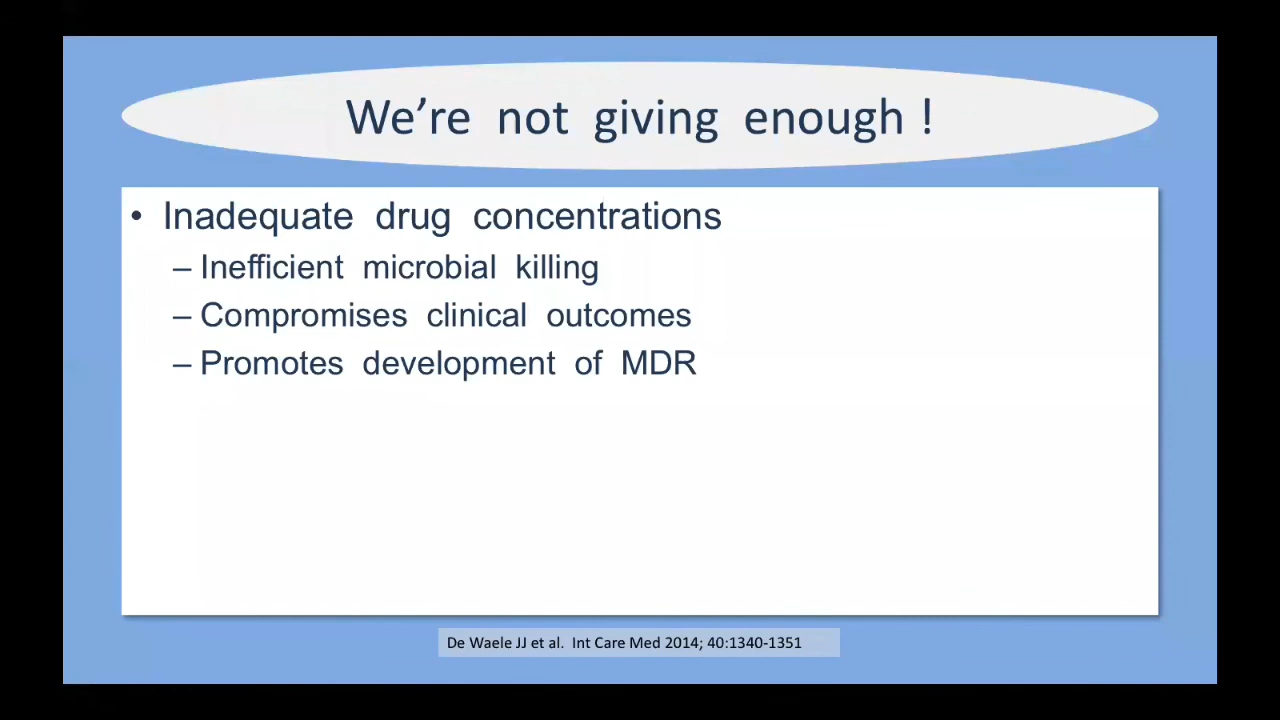 We’re not giving enough !
• Inadequate drug concentrations
– Inefficient microbial killing
– Compromises clinical outcomes
– Promotes development of MDR
De Waele JJ et al. Int Care Med 2014; 40:1340-1351